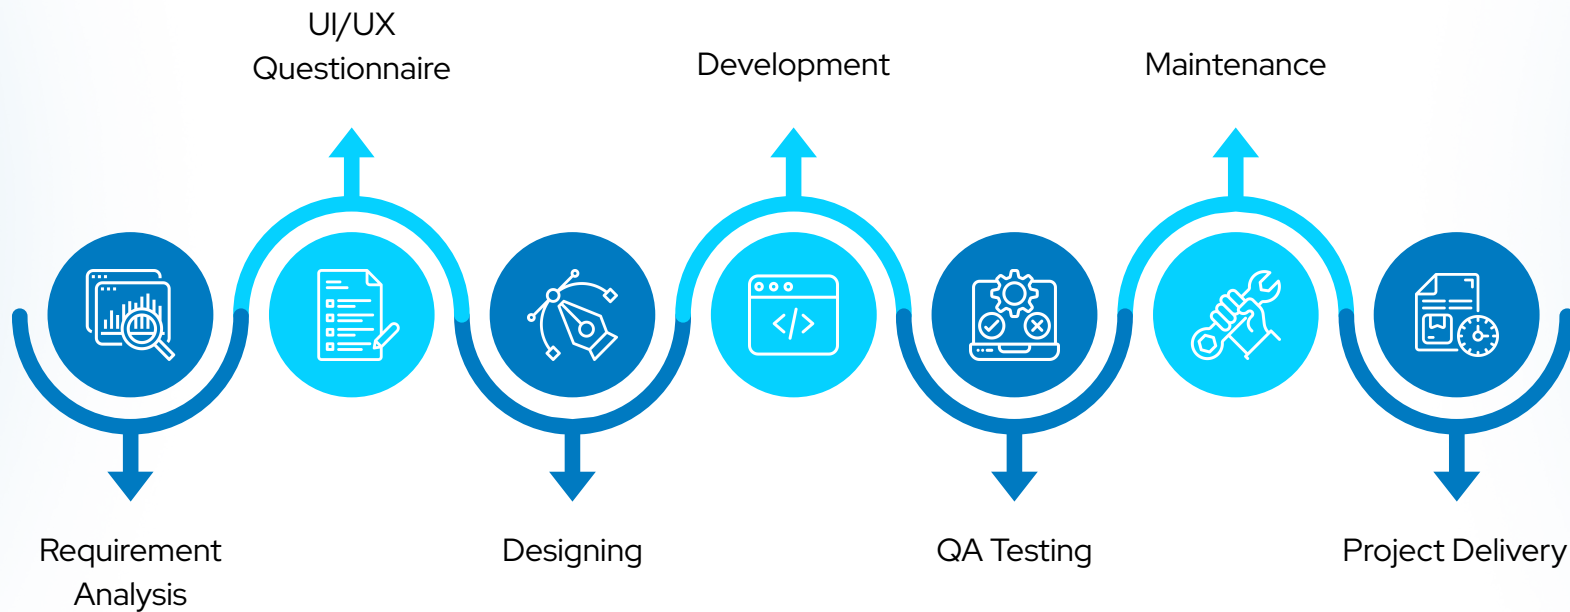 UI/UX
Questionnaire
Development
Maintenance
Requirement
Analysis
Designing
QA Testing
Project Delivery